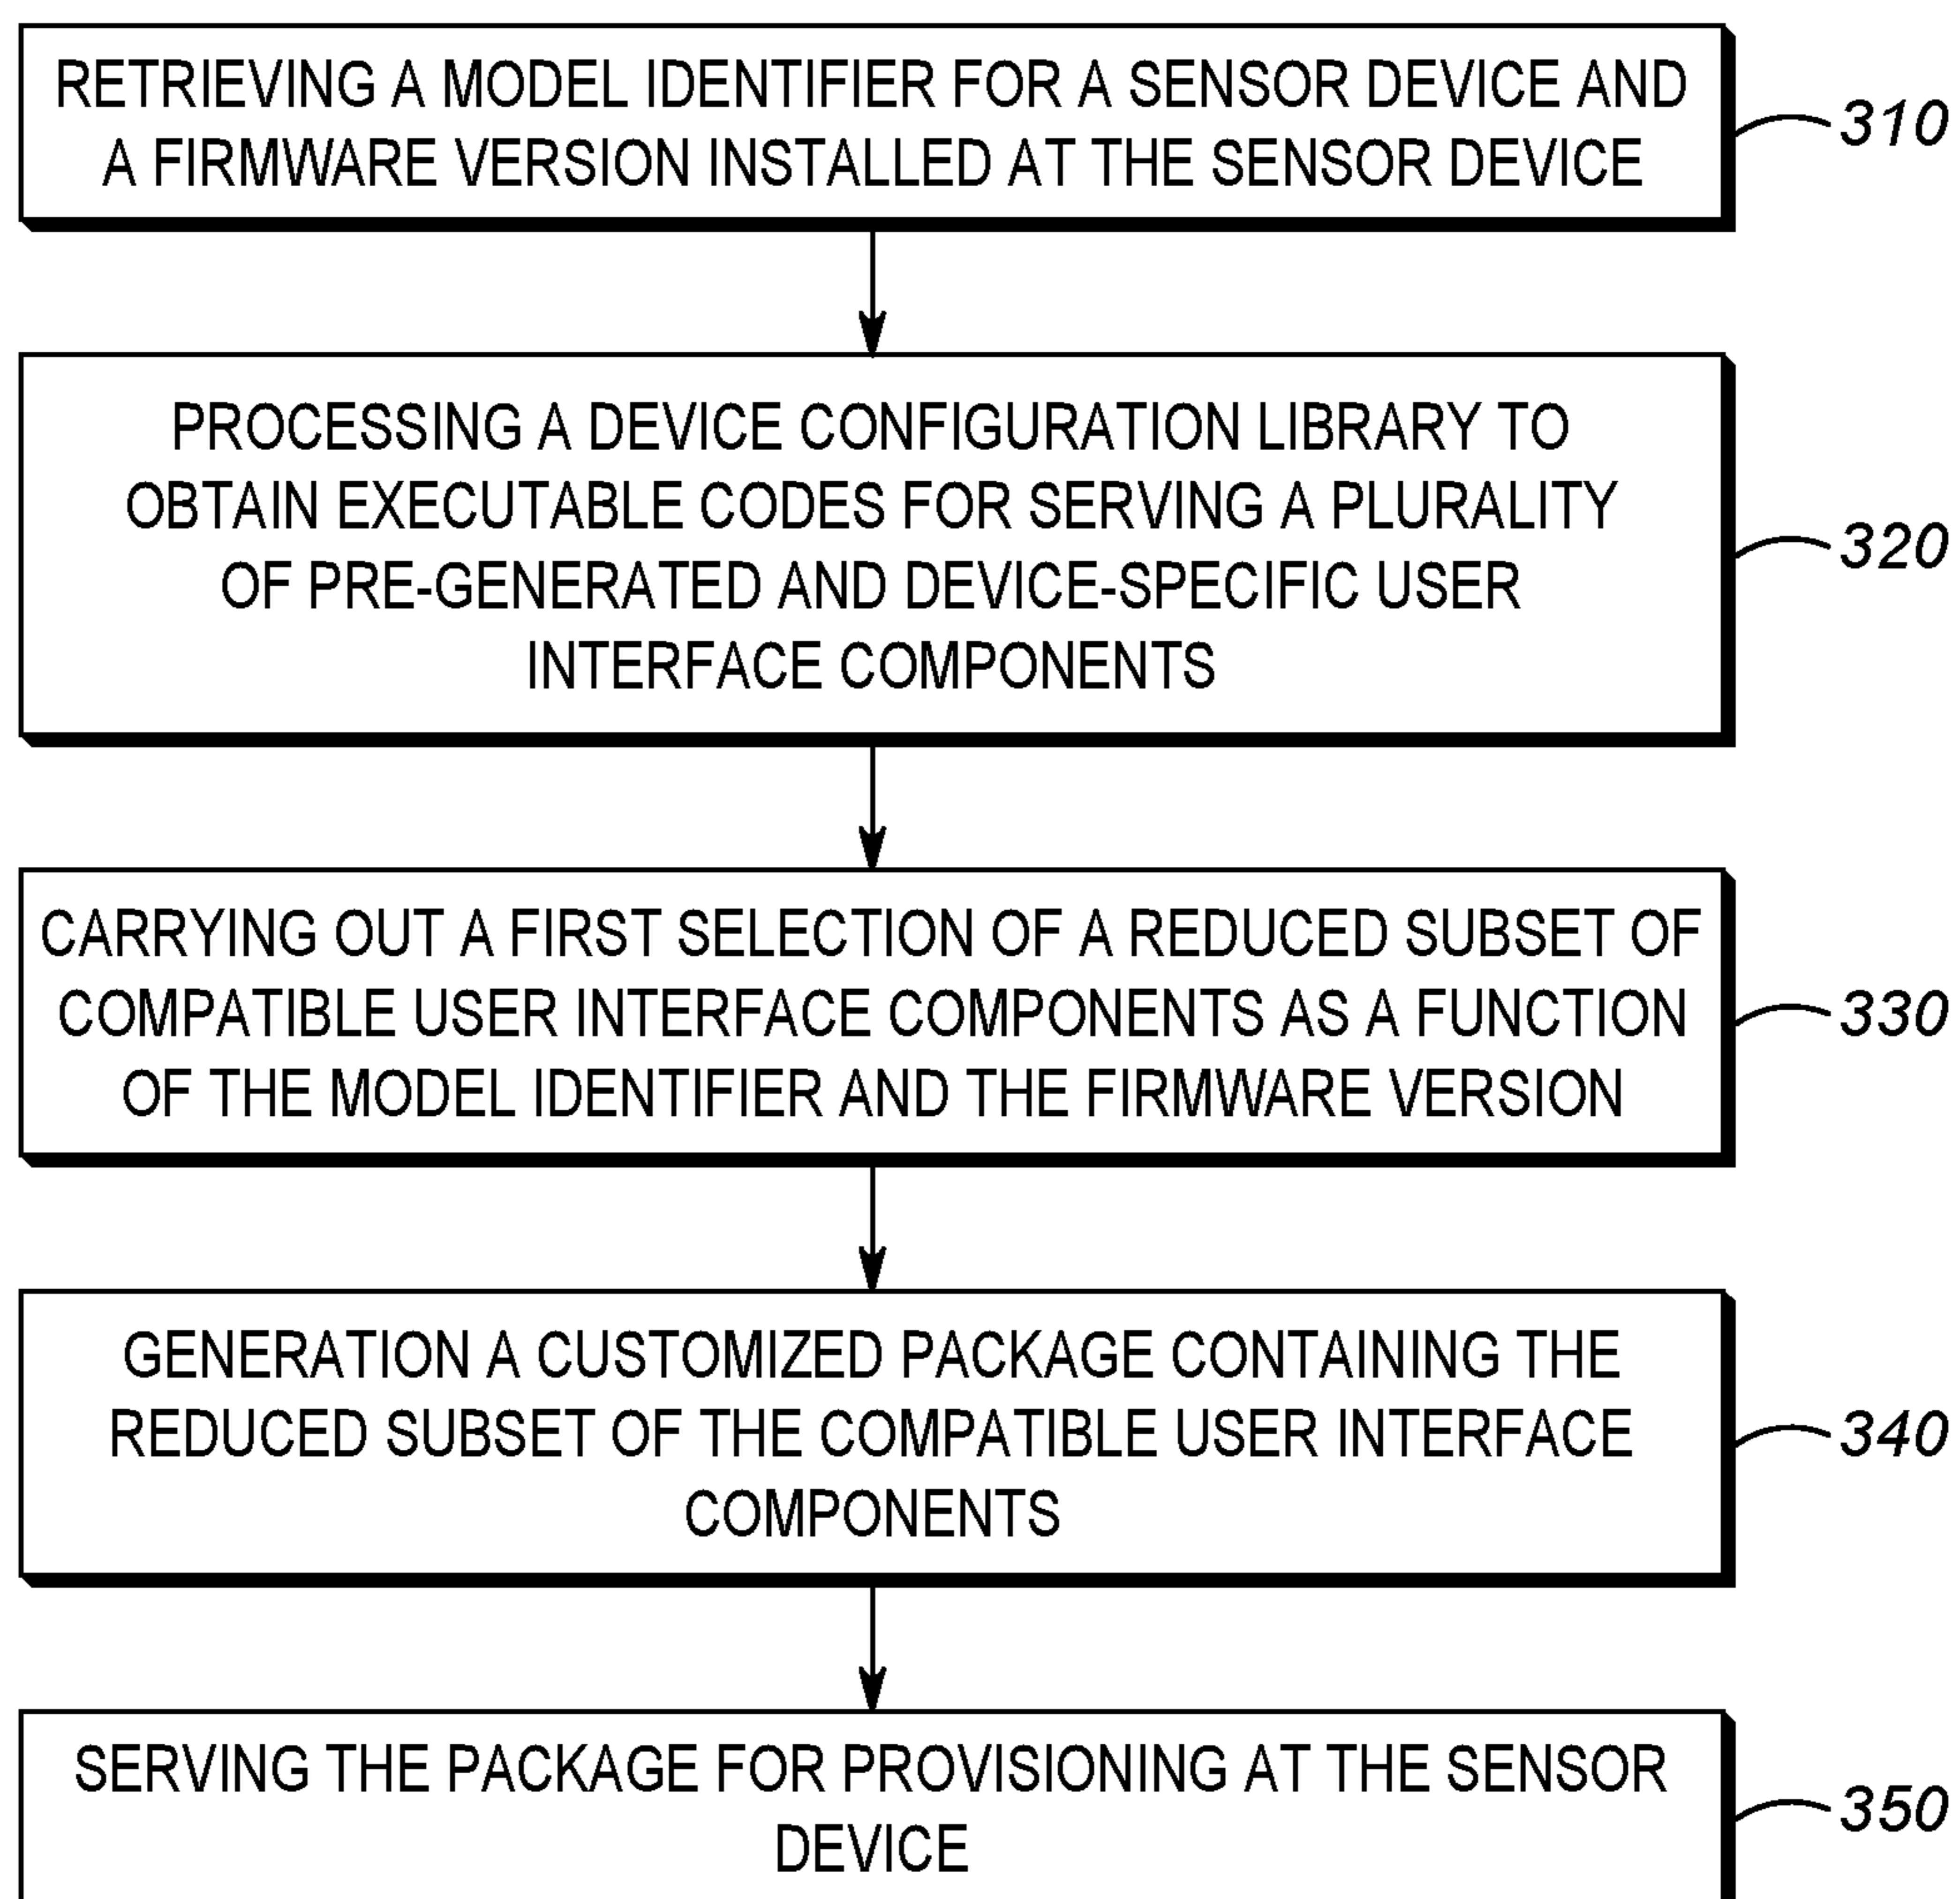 RETRIEVING A MODEL IDENTIFIER FOR A SENSOR DEVICE AND
A FIRMWARE VERSION INSTALLED AT THE SENSOR DEVICE
310
PROCESSING A DEVICE CONFIGURATION LIBRARY TO
OBTAIN EXECUTABLE CODES FOR SERVING A PLURALITY
OF PRE-GENERATED AND DEVICE-SPECIFIC USER
INTERFACE COMPONENTS
320
CARRYING OUT A FIRST SELECTION OF A REDUCED SUBSET OF
COMPATIBLE USER INTERFACE COMPONENTS AS A FUNCTION
OF THE MODEL IDENTIFIER AND THE FIRMWARE VERSION
330
GENERATION A CUSTOMIZED PACKAGE CONTAINING THE
REDUCED SUBSET OF THE COMPATIBLE USER INTERFACE
COMPONENTS
340
SERVING THE PACKAGE FOR PROVISIONING AT THE SENSOR
DEVICE
350